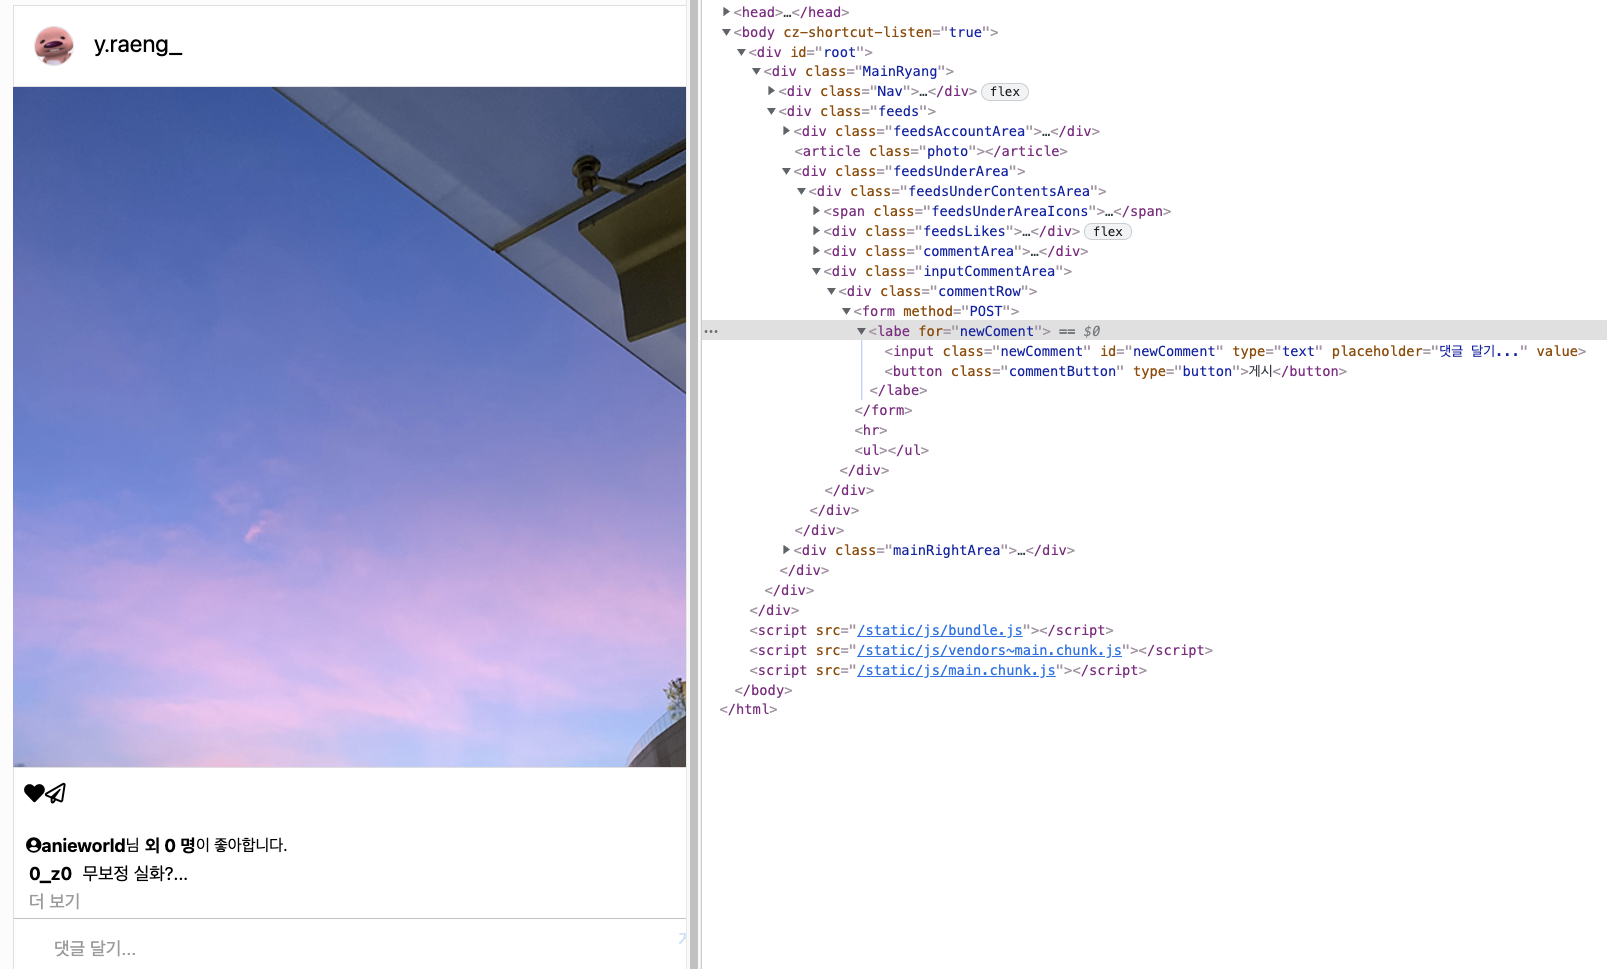 y.raeng_
anieworld님 외 0 명이 좋아합니다.
0_z0 무보정 실화?...
더 보기
댓글 달기...
<head>…</head>
<body cz-shortcut-listen="true">
<div id="root">
<div class="MainRyang">
<div class="Nav">…</div> flex
<div class="feeds">
<div class="feedsAccountArea">…</div>
<article class="photo"></article>
<div class="feedsUnderArea">
<div class="feedsUnderContentsArea">
<span class="feedsUnderAreaIcons">…</span>
<div class="feedsLikes">…</div> flex
<div class="commentArea">…</div>
<div class="inputCommentArea">
<div class="commentRow">
<form method="POST">
… <labe for="newComent"> == $0
<input class="newComment" id="newComment" type="text" placeholder="댓글 달기..." value>
<button class="commentButton" type="button">게시</button>
</labe>
</form>
<hr>
<ul></ul>
</div>
</div>
</div>
</div>
<div class="mainRightArea">…</div>
</div>
</div>
</div>
<script src="/static/js/bundle.js"></script>
<script src="/static/js/vendors~main.chunk.js"></script>
<script src="/static/js/main.chunk.js"></script>
</body>
</html>